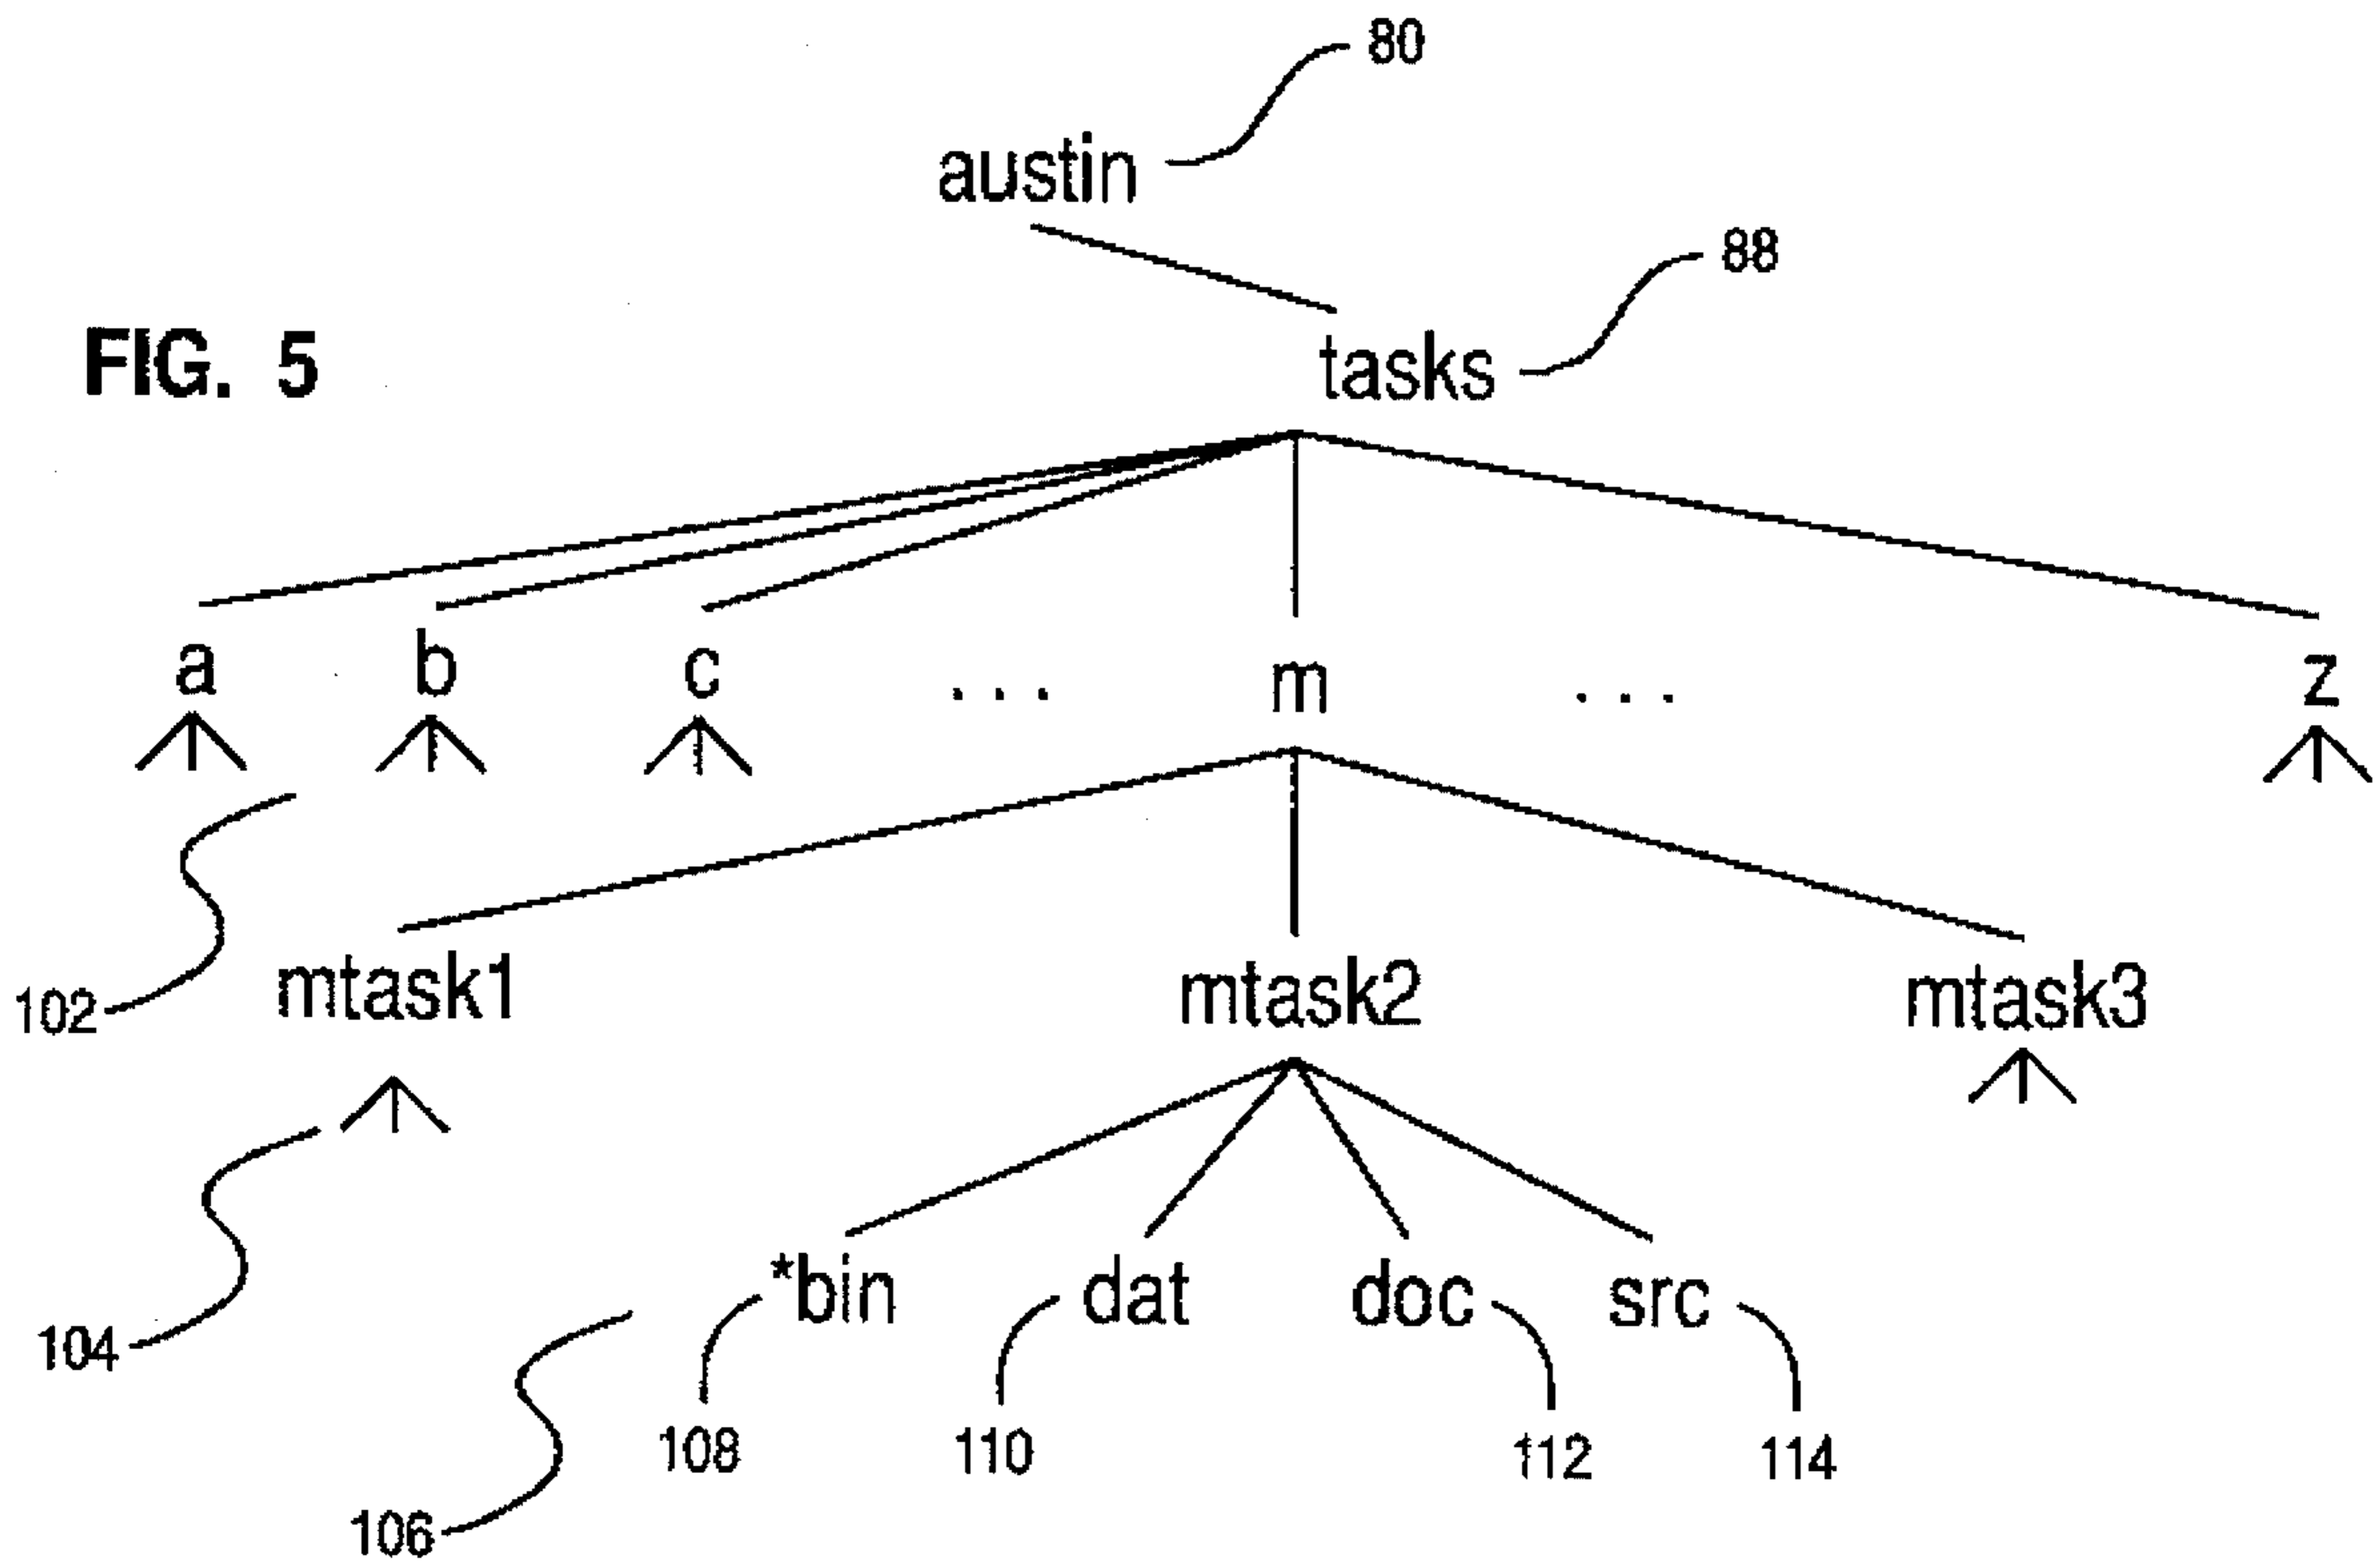 80
austin
88
FIG. 5
tasks
a b c ... m ... z
102
mtask1 mtask2 mtask3
104
*bin dat doc src
108 110 112 114
106